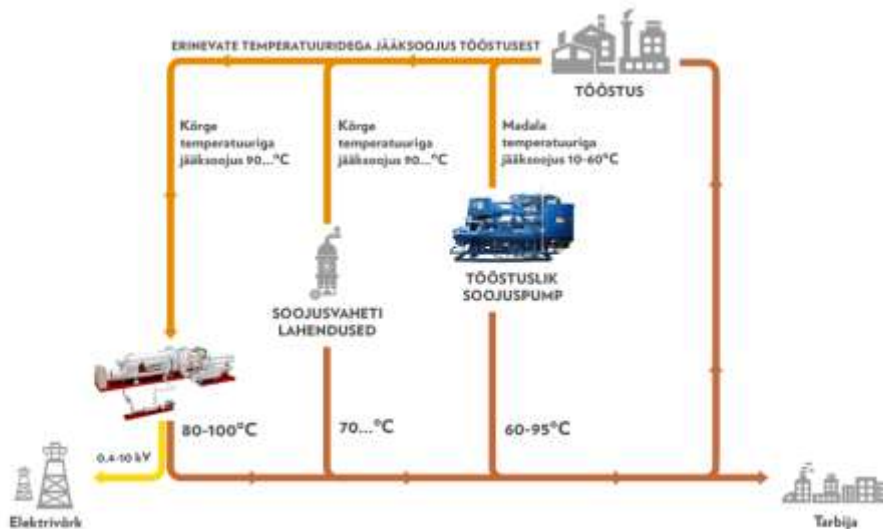 ERINEVATE TEMPERATUURIDEGA JÄÄKSOOJUS TÖÖSTUSEST
TÖÖSTUS
Kõrge
temperatuuriga
jääksoojus 90...°C
Kõrge
temperatuuriga
jääksoojus 90...°C
Madala
temperatuuriga
jääksoojus 10-60°C
SOOJUSVAHETI
LAHENDUSED
TÖÖSTUSLIK
SOOJUSPUMP
80-100°C
70...°C
60-95°C
0.4-10 kV
Elektrivõrk
Tarbija